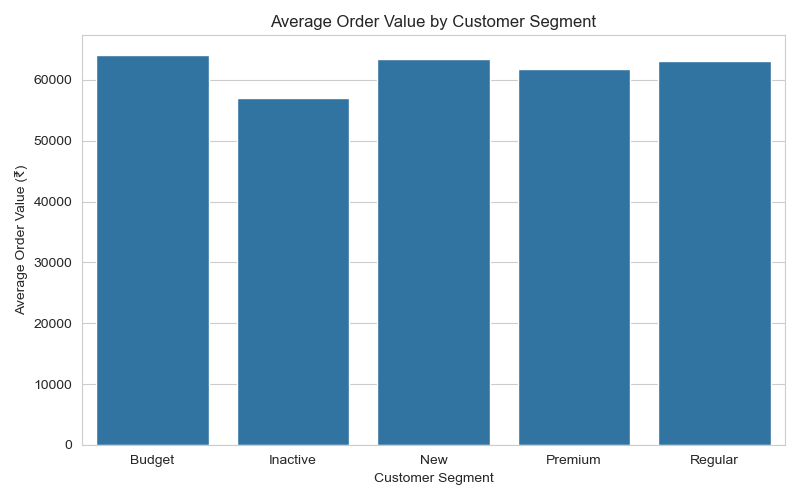 Average Order Value by Customer Segment
Average Order Value (₹)
60000
50000
40000
30000
20000
10000
0
Budget Inactive New Premium Regular
Customer Segment